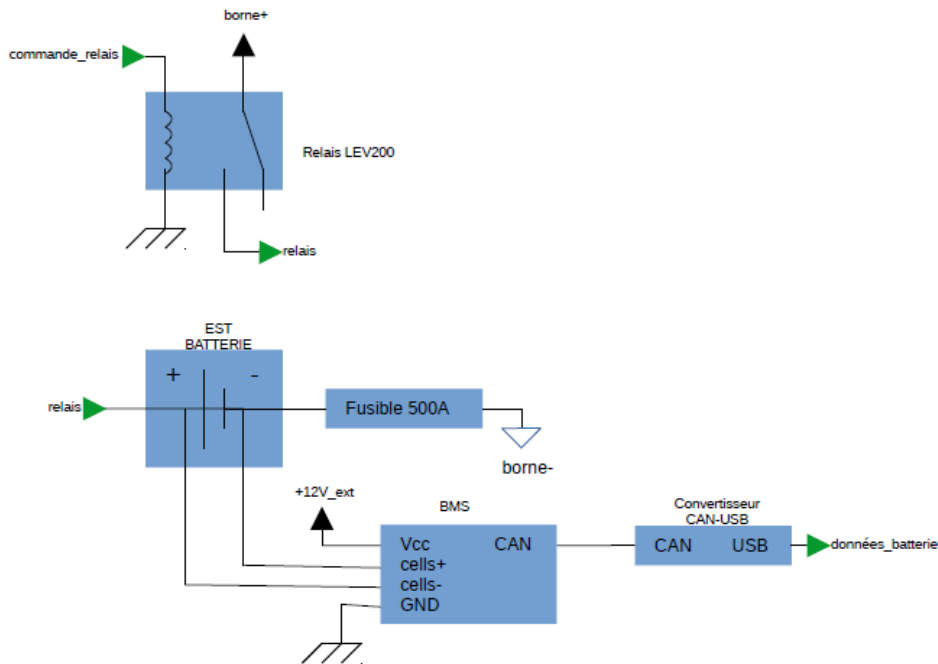 borne+
commande_relais
Relais LEV200
relais
EST
BATTERIE
+ -
relais
Fusible 500A
borne-
+12V_ext
BMS
Convertisseur
CAN-USB
Vcc CAN
cells+
cells-
GND
CAN USB
données_batterie